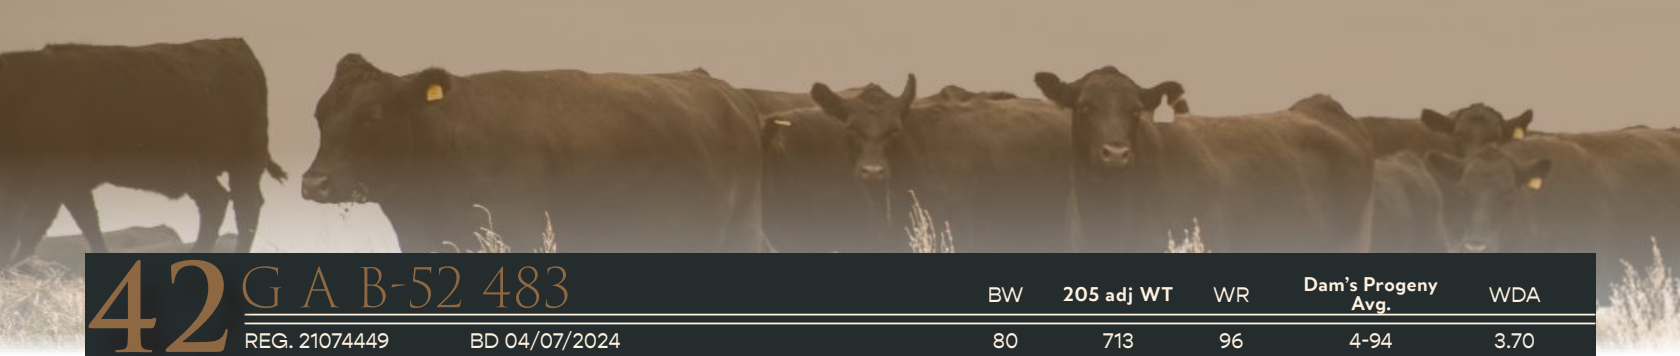 42 G A B-52 483
BW 205 adj WT WR Dam's Progeny Avg. WDA
REG. 21074449 BD 04/07/2024 80 713 96 4-94 3.70